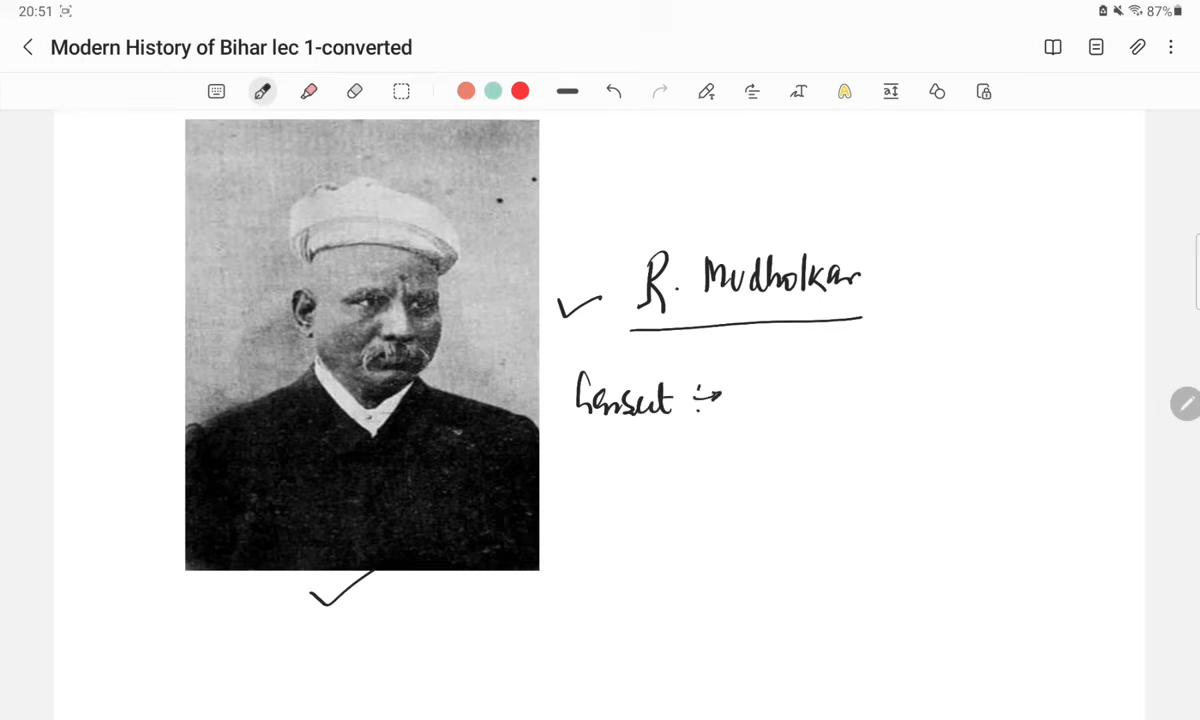 20:51 87%
Modern History of Bihar lec 1-converted
R. Mudholkar